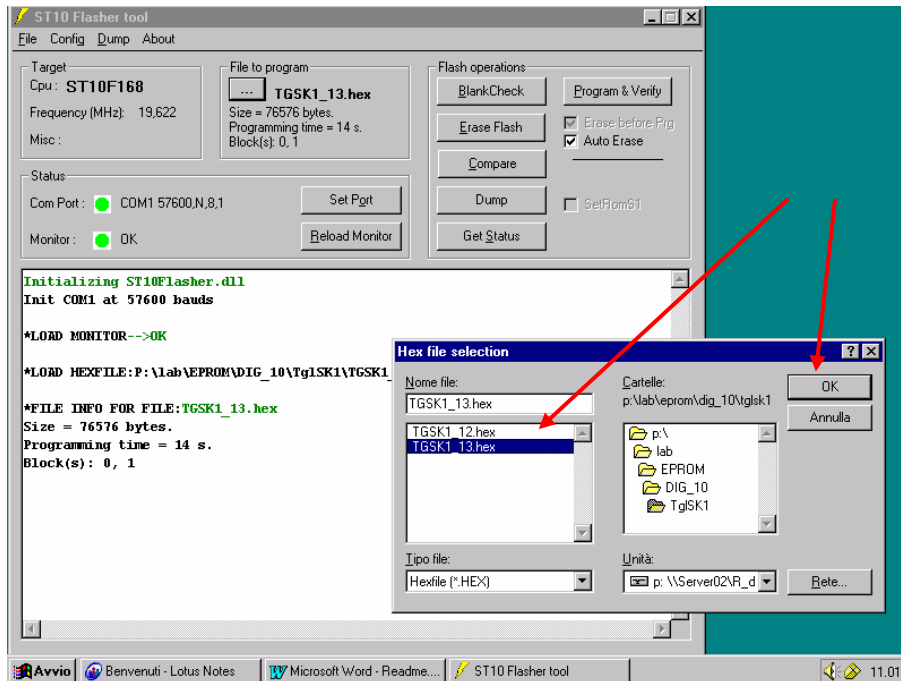 ST10 Flasher tool
File Config Dump About
Target
Cpu: ST10F168
Frequency (MHz): 19,622
Misc :
File to program
... TGSK1_13.hex
Size = 76576 bytes.
Programming time = 14 s.
Block(s): 0, 1
Flash operations
BlankCheck
Program & Verify
Erase Flash
Erase before Prg
Auto Erase
Compare
Dump
SetRomS1
Get Status
Status
Com Port : COM1 57600,N,8,1
Set Port
Monitor : OK
Reload Monitor
Initializing ST10Flasher.dll
Init COM1 at 57600 bauds
*LOAD MONITOR-->OK
*LOAD HEXFILE:P:\lab\EPROM\DIG_10\TglSK1\TGSK1_
*FILE INFO FOR FILE:TGSK1_13.hex
Size = 76576 bytes.
Programming time = 14 s.
Block(s): 0, 1
Hex file selection
Nome file:
TGSK1_13.hex
TGSK1_12.hex
TGSK1_13.hex
Cartelle:
p:\lab\eprom\dig_10\tglsk1
p:\
lab
EPROM
DIG_10
TglSK1
OK
Annulla
Tipo file:
Hexfile (*.HEX)
Unità:
p: \\Server02\R_d
Rete...
Avvio
Benvenuti - Lotus Notes
Microsoft Word - Readme....
ST10 Flasher tool
11.01